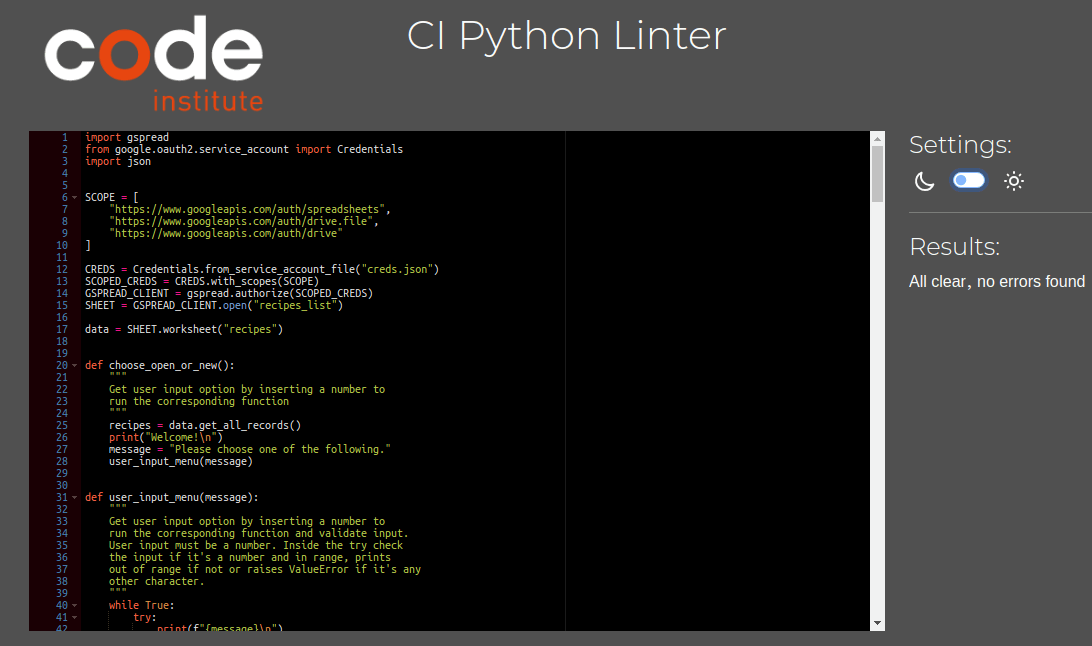 code
institute
CI Python Linter
1 import gspread
2 from google.oauth2.service_account import Credentials
3 import json
4
5
6 SCOPE = [
7     "https://www.googleapis.com/auth/spreadsheets",
8     "https://www.googleapis.com/auth/drive.file",
9     "https://www.googleapis.com/auth/drive"
10 ]
11
12 CREDS = Credentials.from_service_account_file("creds.json")
13 SCOPED_CREDS = CREDS.with_scopes(SCOPE)
14 GSPREAD_CLIENT = gspread.authorize(SCOPED_CREDS)
15 SHEET = GSPREAD_CLIENT.open("recipes_list")
16
17 data = SHEET.worksheet("recipes")
18
19
20 def choose_open_or_new():
21     """
22     Get user input option by inserting a number to
23     run the corresponding function
24     """
25     recipes = data.get_all_records()
26     print("Welcome!\n")
27     message = "Please choose one of the following."
28     user_input_menu(message)
29
30
31 def user_input_menu(message):
32     """
33     Get user input option by inserting a number to
34     run the corresponding function and validate input.
35     User input must be a number. Inside the try check
36     the input if it's a number and in range, prints
37     out of range if not or raises ValueError if it's any
38     other character.
39     """
40     while True:
41         try:
42             print(f"{message}\n")
Settings:
Results:
All clear, no errors found